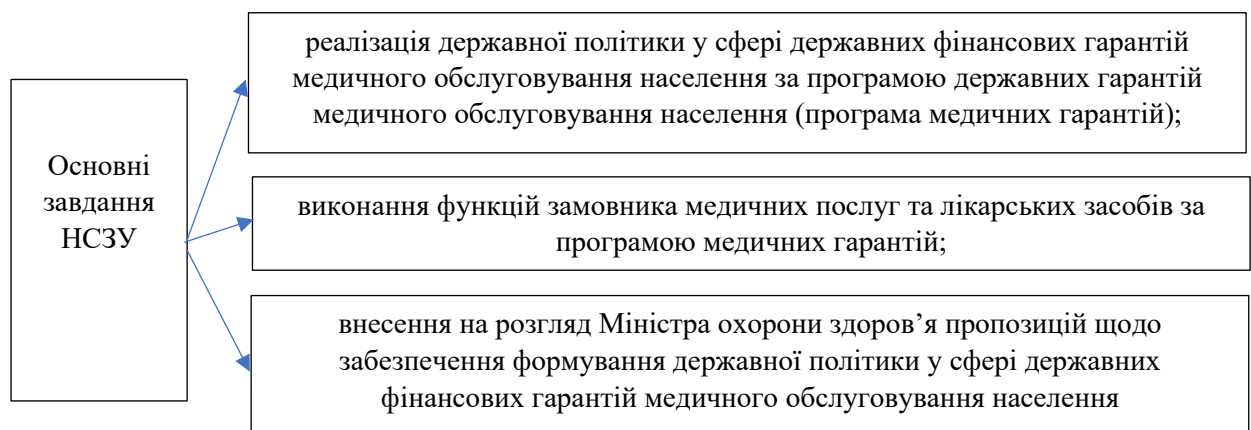 Основні
завдання
НСЗУ
реалізація державної політики у сфері державних фінансових гарантій
медичного обслуговування населення за програмою державних гарантій
медичного обслуговування населення (програма медичних гарантій);
виконання функцій замовника медичних послуг та лікарських засобів за
програмою медичних гарантій;
внесення на розгляд Міністра охорони здоров’я пропозицій щодо
забезпечення формування державної політики у сфері державних
фінансових гарантій медичного обслуговування населення